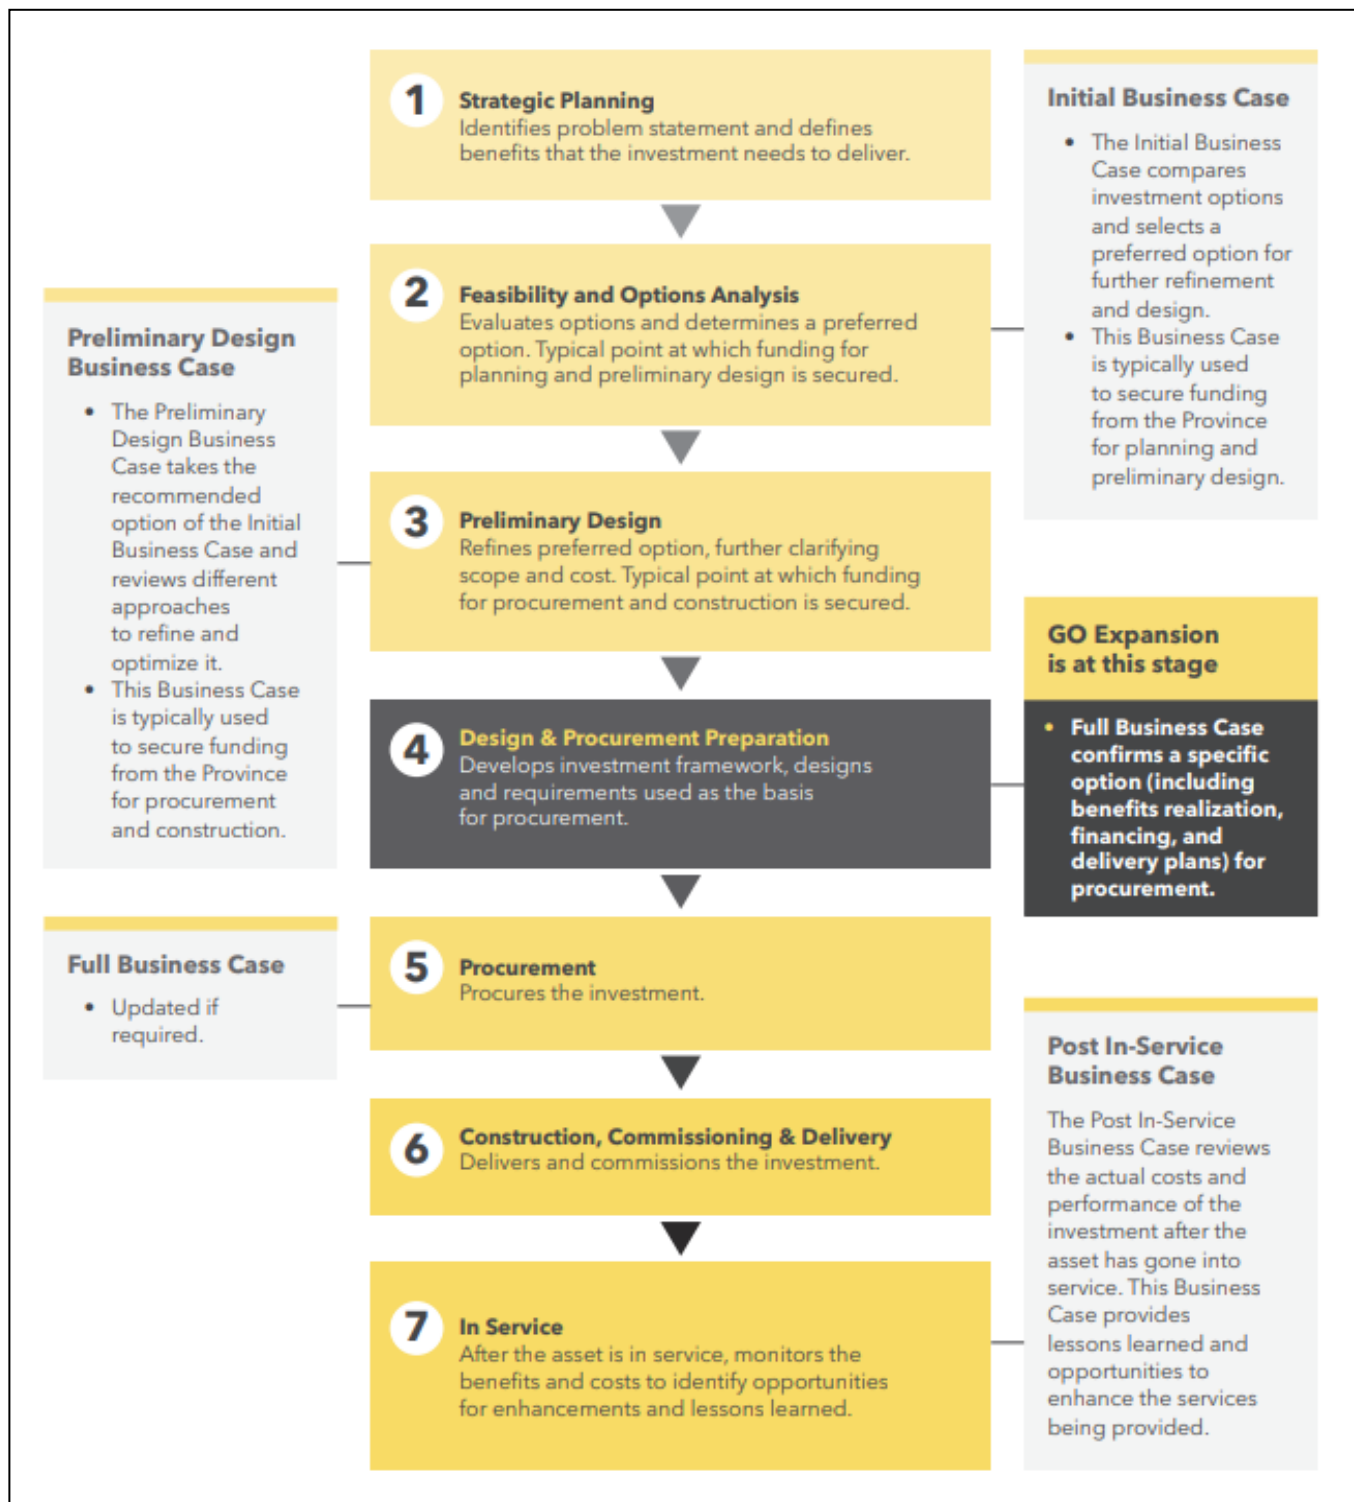 1
Strategic Planning
Identifies problem statement and defines
benefits that the investment needs to deliver.
Initial Business Case
• The Initial Business
Case compares
investment options
and selects a
preferred option for
further refinement
and design.
• This Business Case
is typically used
to secure funding
from the Province
for planning and
preliminary design.
2
Feasibility and Options Analysis
Evaluates options and determines a preferred
option. Typical point at which funding for
planning and preliminary design is secured.
Preliminary Design
Business Case
• The Preliminary
Design Business
Case takes the
recommended
option of the Initial
Business Case and
reviews different
approaches
to refine and
optimize it.
• This Business Case
is typically used
to secure funding
from the Province
for procurement
and construction.
3
Preliminary Design
Refines preferred option, further clarifying
scope and cost. Typical point at which funding
for procurement and construction is secured.
GO Expansion
is at this stage
• Full Business Case
confirms a specific
option (including
benefits realization,
financing, and
delivery plans) for
procurement.
4
Design & Procurement Preparation
Develops investment framework, designs
and requirements used as the basis
for procurement.
Full Business Case
• Updated if
required.
5
Procurement
Procures the investment.
6
Construction, Commissioning & Delivery
Delivers and commissions the investment.
Post In-Service
Business Case
The Post In-Service
Business Case reviews
the actual costs and
performance of the
investment after the
asset has gone into
service. This Business
Case provides
lessons learned and
opportunities to
enhance the services
being provided.
7
In Service
After the asset is in service, monitors the
benefits and costs to identify opportunities
for enhancements and lessons learned.